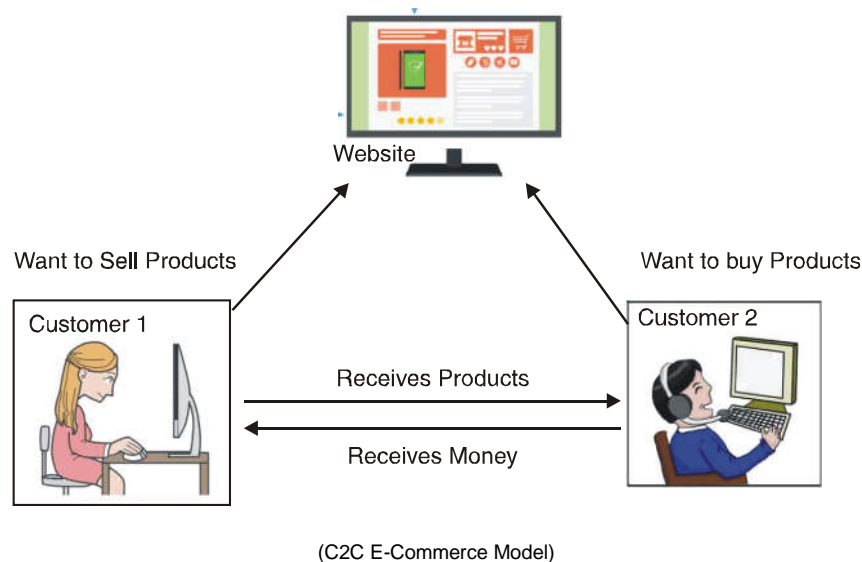 Website
Want to Sell Products
Want to buy Products
Customer 1
Customer 2
Receives Products
Receives Money
(C2C E-Commerce Model)